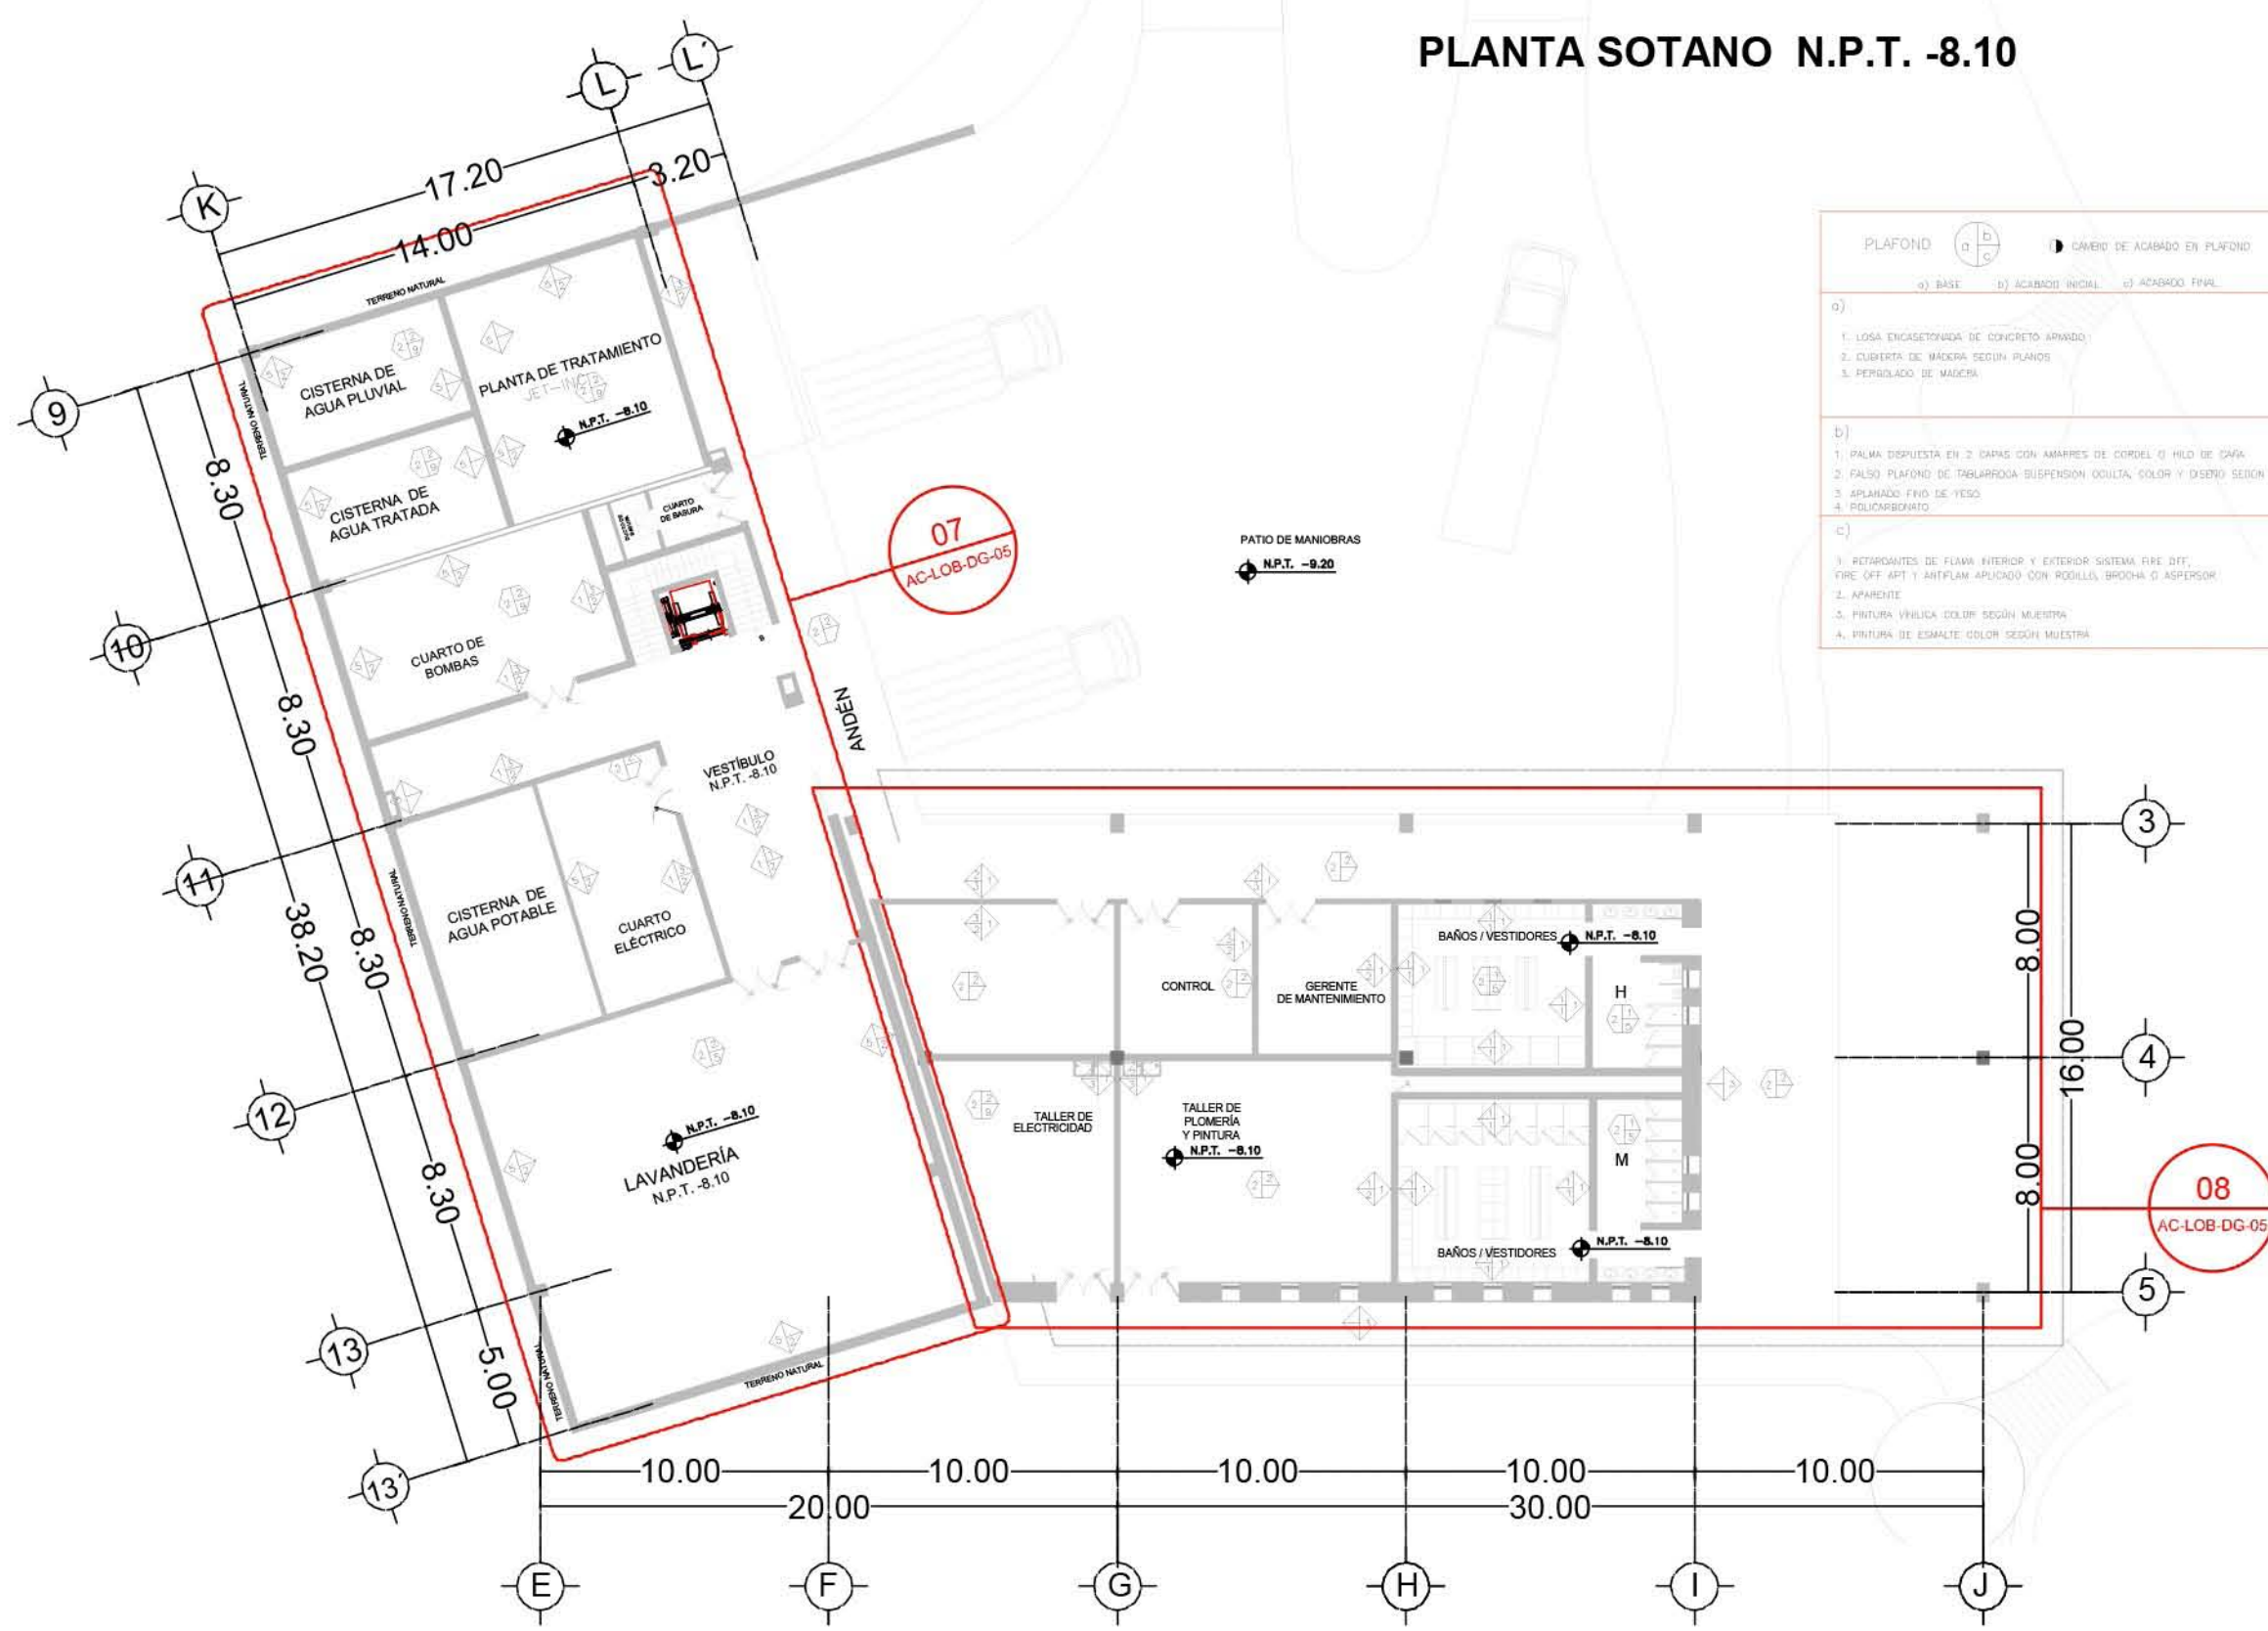 PLANTA SOTANO N.P.T. -8.10
K
L
L'
17.20
3.20
14.00
9
10
11
12
13
13'
8.30
8.30
8.30
8.30
5.00
38.20
TERRENO NATURAL
TERRENO NATURAL
TERRENO NATURAL
TERRENO NATURAL
TERRENO NATURAL
CISTERNA DE
AGUA PLUVIAL
PLANTA DE TRATAMIENTO
JET-INC
N.P.T. -8.10
CISTERNA DE
AGUA TRATADA
CUARTO
DE BASURA
CUARTO DE
BOMBAS
VESTÍBULO
N.P.T. -8.10
ANDÉN
CISTERNA DE
AGUA POTABLE
CUARTO
ELÉCTRICO
N.P.T. -8.10
LAVANDERÍA
N.P.T. -8.10
07
AC-LOB-DG-05
PATIO DE MANIOBRAS
N.P.T. -9.20
PLAFOND
a
b
c
CAMBIO DE ACABADO EN PLAFOND
a) BASE b) ACABADO INICIAL c) ACABADO FINAL
a)
1. LOSA ENCASETONADA DE CONCRETO ARMADO
2. CUBIERTA DE MADERA SEGUN PLANOS
3. PERGOLADO DE MADERA
b)
1. PALMA DISPUESTA EN 2 CAPAS CON AMARRES DE CORDEL O HILO DE CAÑA
2. FALSO PLAFOND DE TABLARROCA SUSPENSION OCULTA, COLOR Y DISEÑO SEGUN
3. APLANADO FINO DE YESO
4. POLICARBONATO
c)
1. RETARDANTES DE FLAMA INTERIOR Y EXTERIOR SISTEMA FIRE OFF,
FIRE OFF APT Y ANTIFLAM APLICADO CON RODILLO, BROCHA O ASPERSOR
2. APARENTE
3. PINTURA VINILICA COLOR SEGÚN MUESTRA
4. PINTURA DE ESMALTE COLOR SEGÚN MUESTRA
CONTROL
GERENTE
DE MANTENIMIENTO
BAÑOS / VESTIDORES
N.P.T. -8.10
H
TALLER DE
ELECTRICIDAD
TALLER DE
PLOMERÍA
Y PINTURA
N.P.T. -8.10
M
BAÑOS / VESTIDORES
N.P.T. -8.10
3
4
5
8.00
8.00
16.00
08
AC-LOB-DG-05
10.00
10.00
10.00
10.00
10.00
20.00
30.00
E
F
G
H
I
J